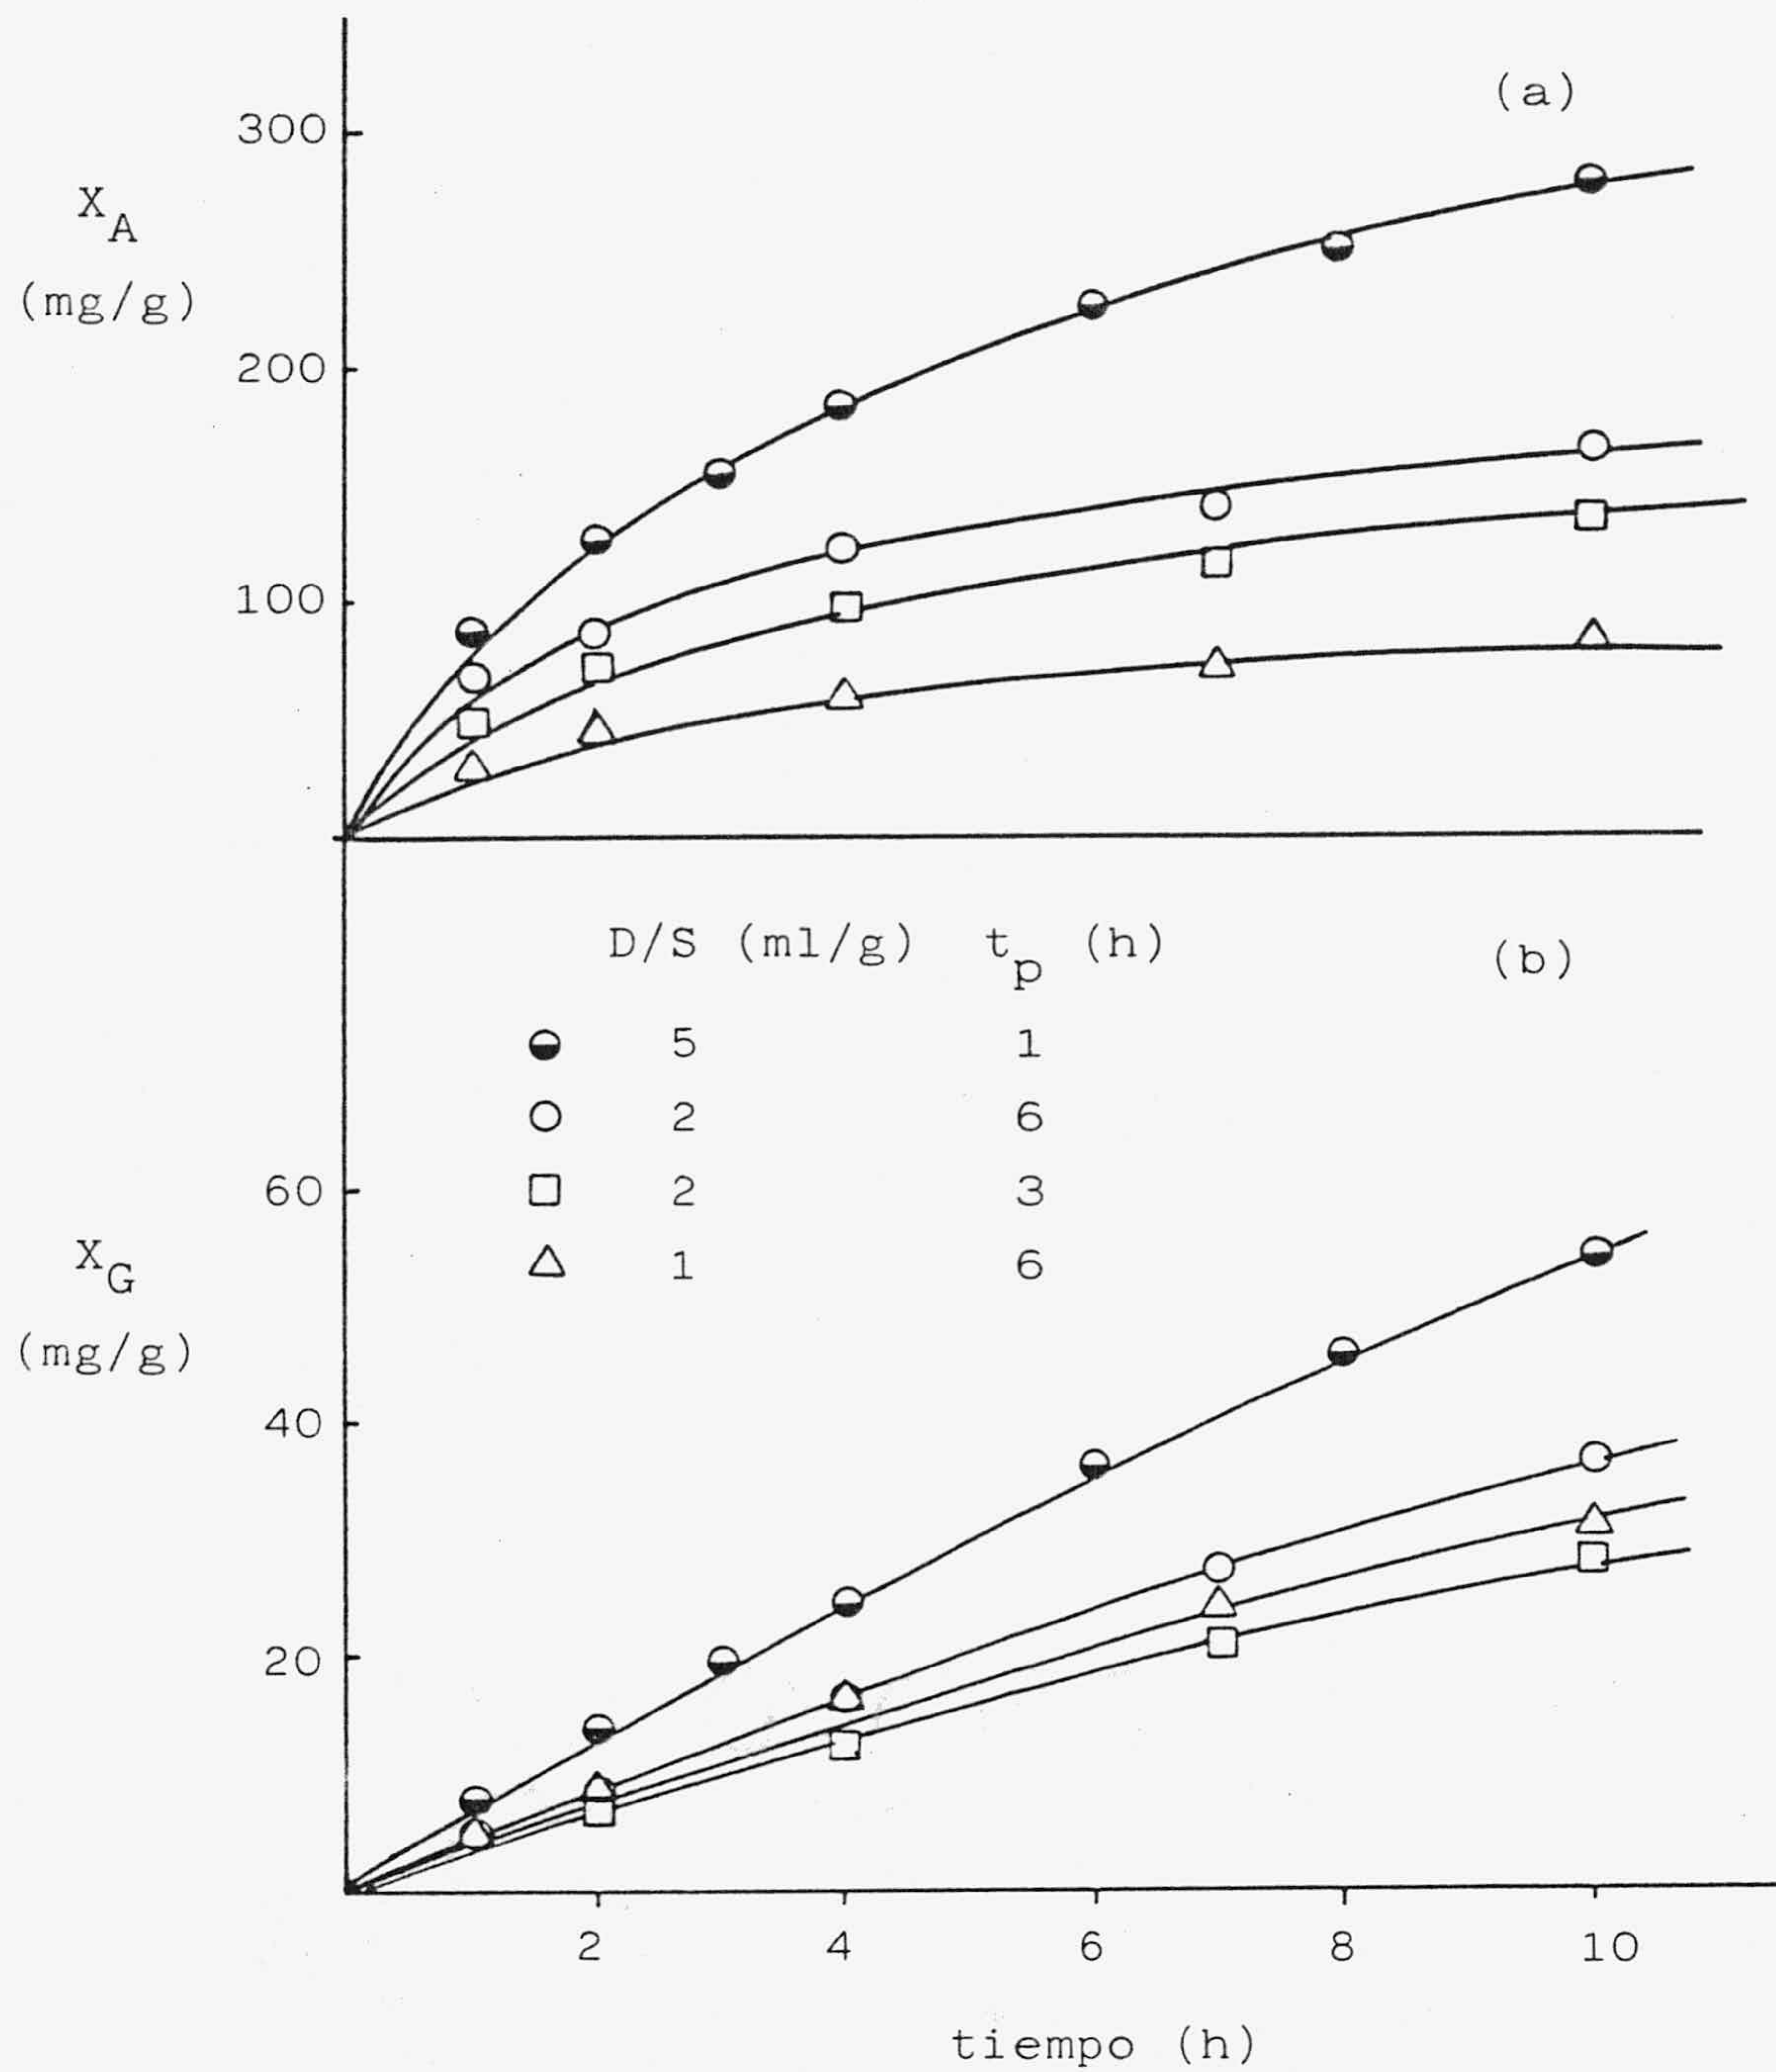 (a)
300
X_A
(mg/g)
200
100
D/S (ml/g) t_p (h)
(b)
5 1
2 6
2 3
1 6
60
X_G
(mg/g)
40
20
2 4 6 8 10
tiempo (h)